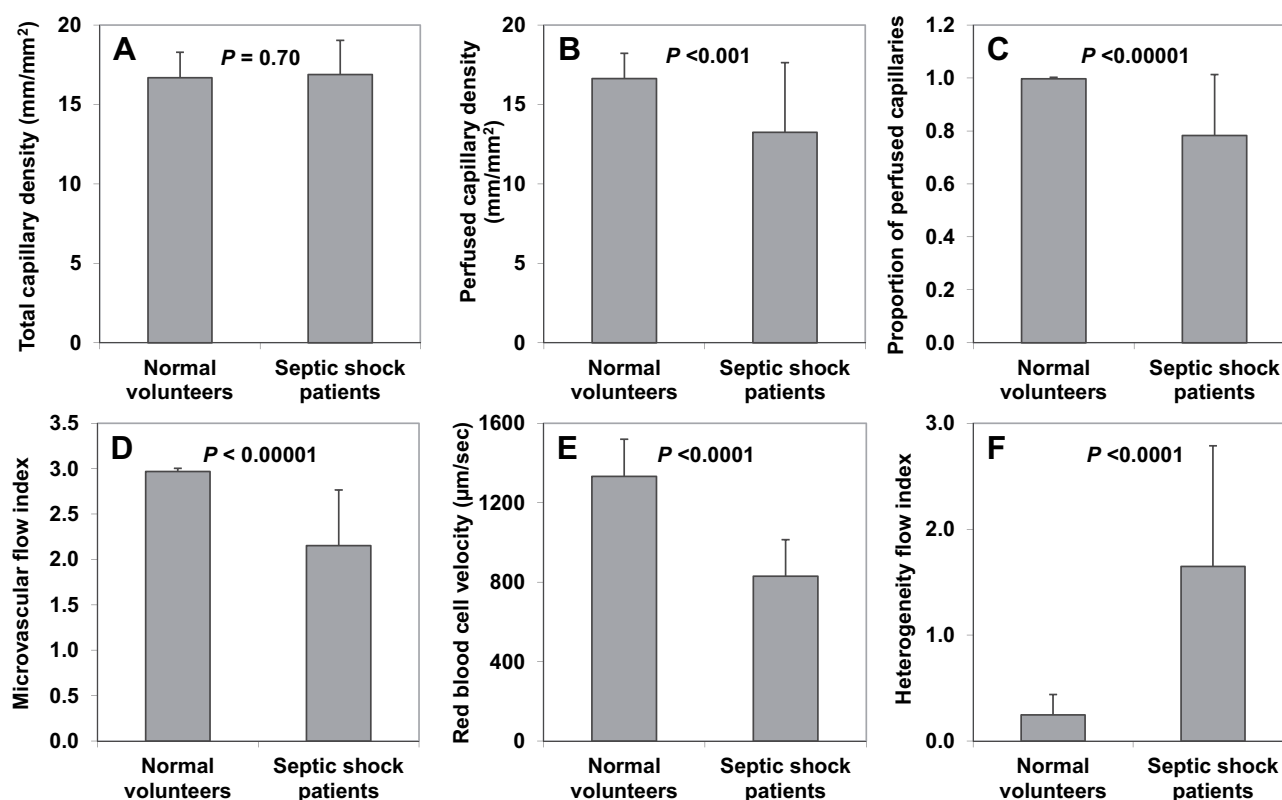 A
P = 0.70
Total capillary density (mm/mm²)
20
15
10
5
0
Normal
volunteers
Septic shock
patients
B
P <0.001
Perfused capillary density
(mm/mm²)
20
15
10
5
0
Normal
volunteers
Septic shock
patients
C
P <0.00001
Proportion of perfused capillaries
1.2
1.0
0.8
0.6
0.4
0.2
0.0
Normal
volunteers
Septic shock
patients
D
P < 0.00001
Microvascular flow index
3.5
3.0
2.5
2.0
1.5
1.0
0.5
0.0
Normal
volunteers
Septic shock
patients
E
P <0.0001
Red blood cell velocity (µm/sec)
1600
1200
800
400
0
Normal
volunteers
Septic shock
patients
F
P <0.0001
Heterogeneity flow index
3.0
2.0
1.0
0.0
Normal
volunteers
Septic shock
patients